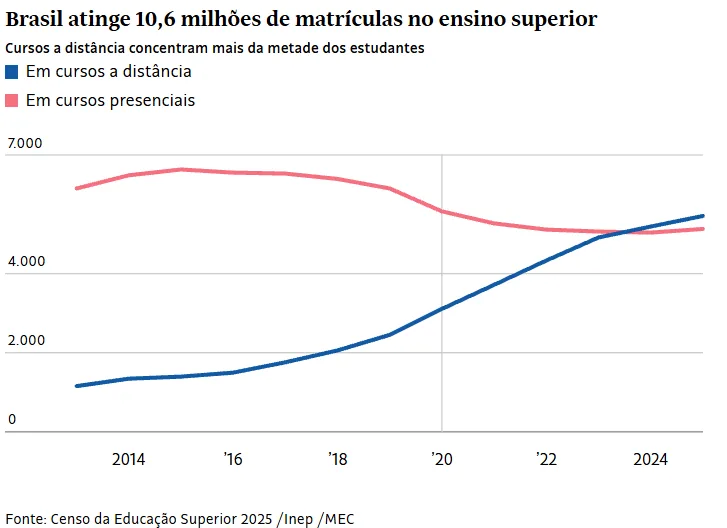 Brasil atinge 10,6 milhões de matrículas no ensino superior
Cursos a distância concentram mais da metade dos estudantes
Em cursos a distância
Em cursos presenciais
7.000
4.000
2.000
0
2014 ’16 ’18 ’20 ’22 2024
Fonte: Censo da Educação Superior 2025 /Inep /MEC